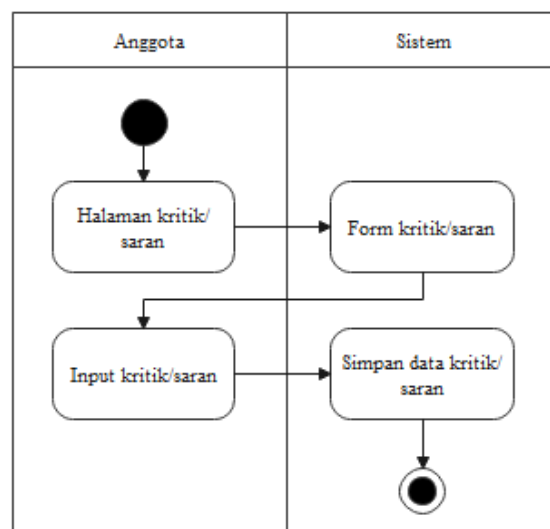 Anggota
Sistem
Halaman kritik/
saran
Form kritik/saran
Input kritik/saran
Simpan data kritik/
saran